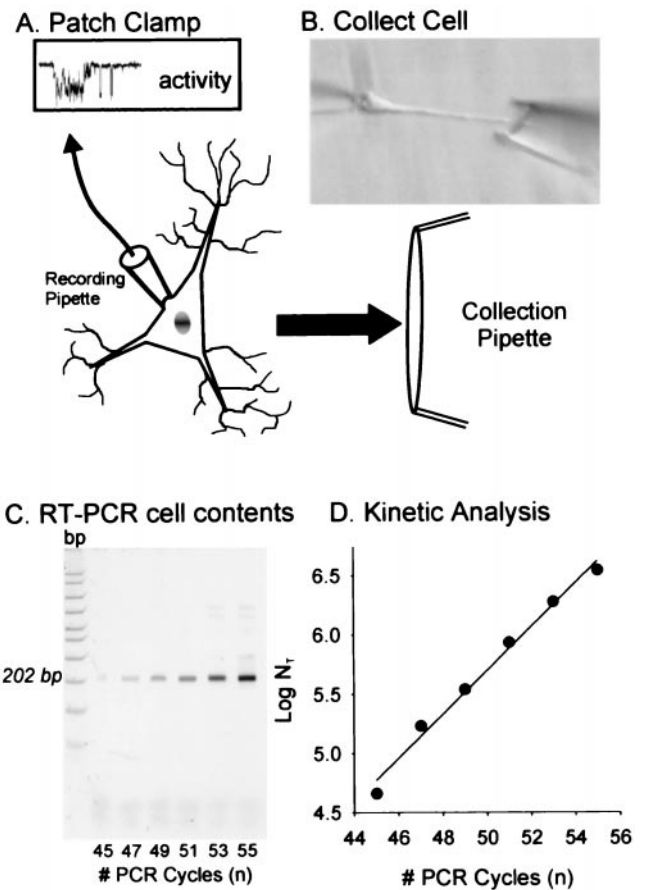 A. Patch Clamp
B. Collect Cell
activity
Recording
Pipette
Collection
Pipette
C. RT-PCR cell contents
D. Kinetic Analysis
bp
202 bp
45 47 49 51 53 55
# PCR Cycles (n)
Log N_T
6.5
6.0
5.5
5.0
4.5
44 46 48 50 52 54 56
# PCR Cycles (n)